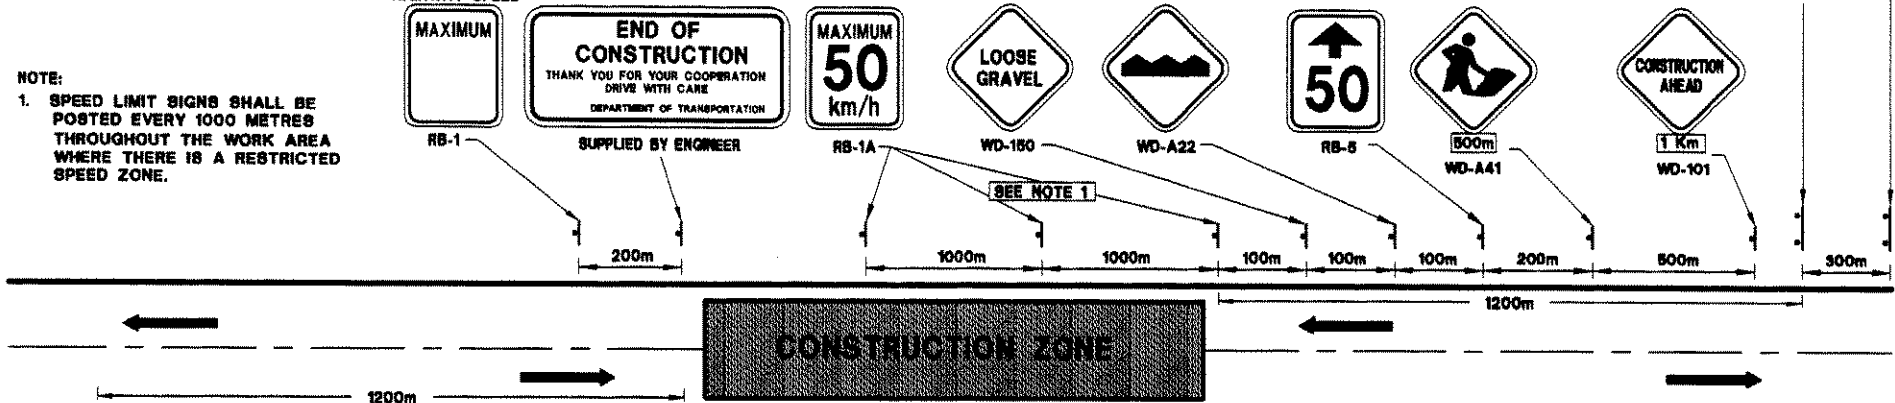 MAXIMUM
END OF
CONSTRUCTION
THANK YOU FOR YOUR COOPERATION
DRIVE WITH CARE
DEPARTMENT OF TRANSPORTATION
MAXIMUM
50
km/h
LOOSE
GRAVEL
50
CONSTRUCTION
AHEAD
NOTE:
1. SPEED LIMIT SIGNS SHALL BE
POSTED EVERY 1000 METRES
THROUGHOUT THE WORK AREA
WHERE THERE IS A RESTRICTED
SPEED ZONE.
RB-1
SUPPLIED BY ENGINEER
RB-1A
WD-150
WD-A22
RB-5
500m
WD-A41
1 Km
WD-101
SEE NOTE 1
200m
1000m
1000m
100m
100m
100m
200m
500m
300m
1200m
CONSTRUCTION ZONE
1200m